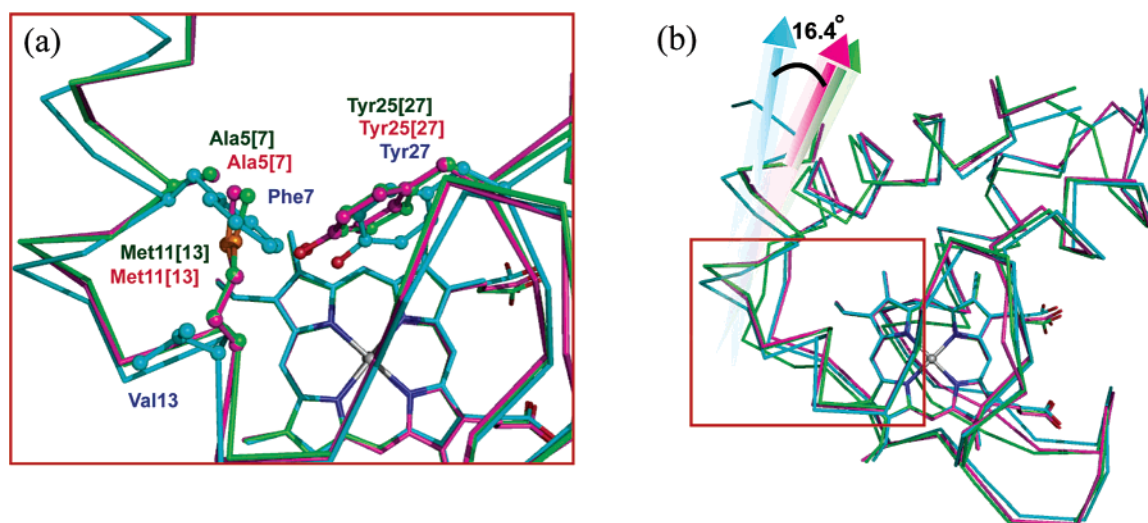 (a)
Ala5[7]
Ala5[7]
Phe7
Tyr25[27]
Tyr25[27]
Tyr27
Met11[13]
Met11[13]
Val13
(b)
16.4°